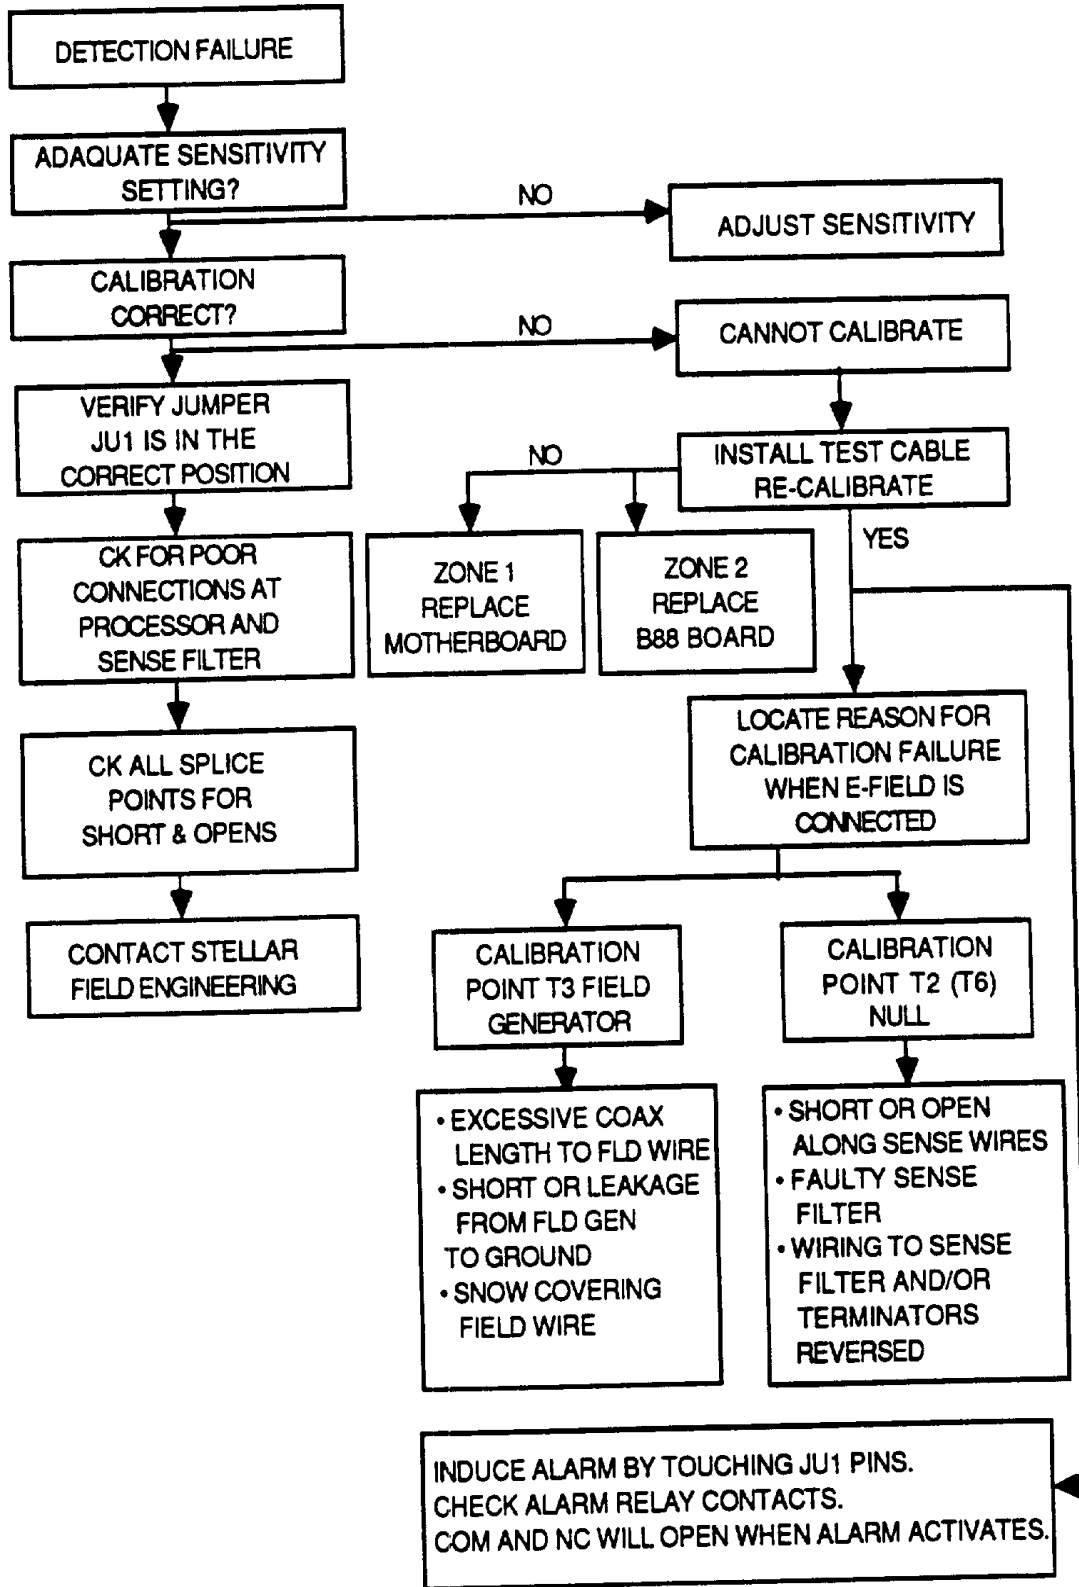 DETECTION FAILURE
ADAQUATE SENSITIVITY
SETTING?
NO
ADJUST SENSITIVITY
CALIBRATION
CORRECT?
NO
CANNOT CALIBRATE
VERIFY JUMPER
JU1 IS IN THE
CORRECT POSITION
INSTALL TEST CABLE
RE-CALIBRATE
NO
YES
CK FOR POOR
CONNECTIONS AT
PROCESSOR AND
SENSE FILTER
ZONE 1
REPLACE
MOTHERBOARD
ZONE 2
REPLACE
B88 BOARD
LOCATE REASON FOR
CALIBRATION FAILURE
WHEN E-FIELD IS
CONNECTED
CK ALL SPLICE
POINTS FOR
SHORT & OPENS
CONTACT STELLAR
FIELD ENGINEERING
CALIBRATION
POINT T3 FIELD
GENERATOR
CALIBRATION
POINT T2 (T6)
NULL
• EXCESSIVE COAX
LENGTH TO FLD WIRE
• SHORT OR LEAKAGE
FROM FLD GEN
TO GROUND
• SNOW COVERING
FIELD WIRE
• SHORT OR OPEN
ALONG SENSE WIRES
• FAULTY SENSE
FILTER
• WIRING TO SENSE
FILTER AND/OR
TERMINATORS
REVERSED
INDUCE ALARM BY TOUCHING JU1 PINS.
CHECK ALARM RELAY CONTACTS.
COM AND NC WILL OPEN WHEN ALARM ACTIVATES.